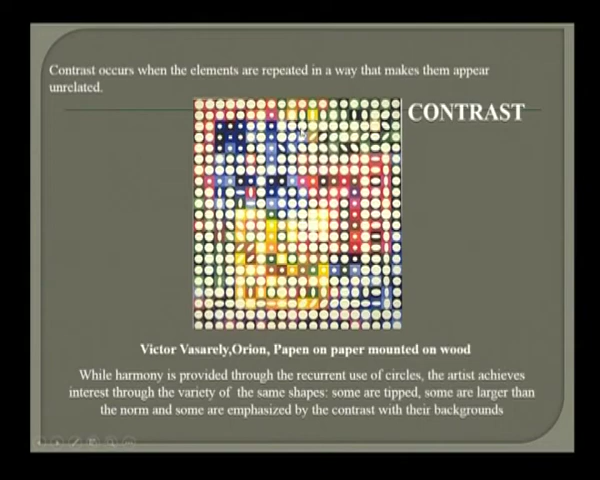 Contrast occurs when the elements are repeated in a way that makes them appear
unrelated.
CONTRAST
Victor Vasarely,Orion, Papen on paper mounted on wood
While harmony is provided through the recurrent use of circles, the artist achieves
interest through the variety of the same shapes: some are tipped, some are larger than
the norm and some are emphasized by the contrast with their backgrounds